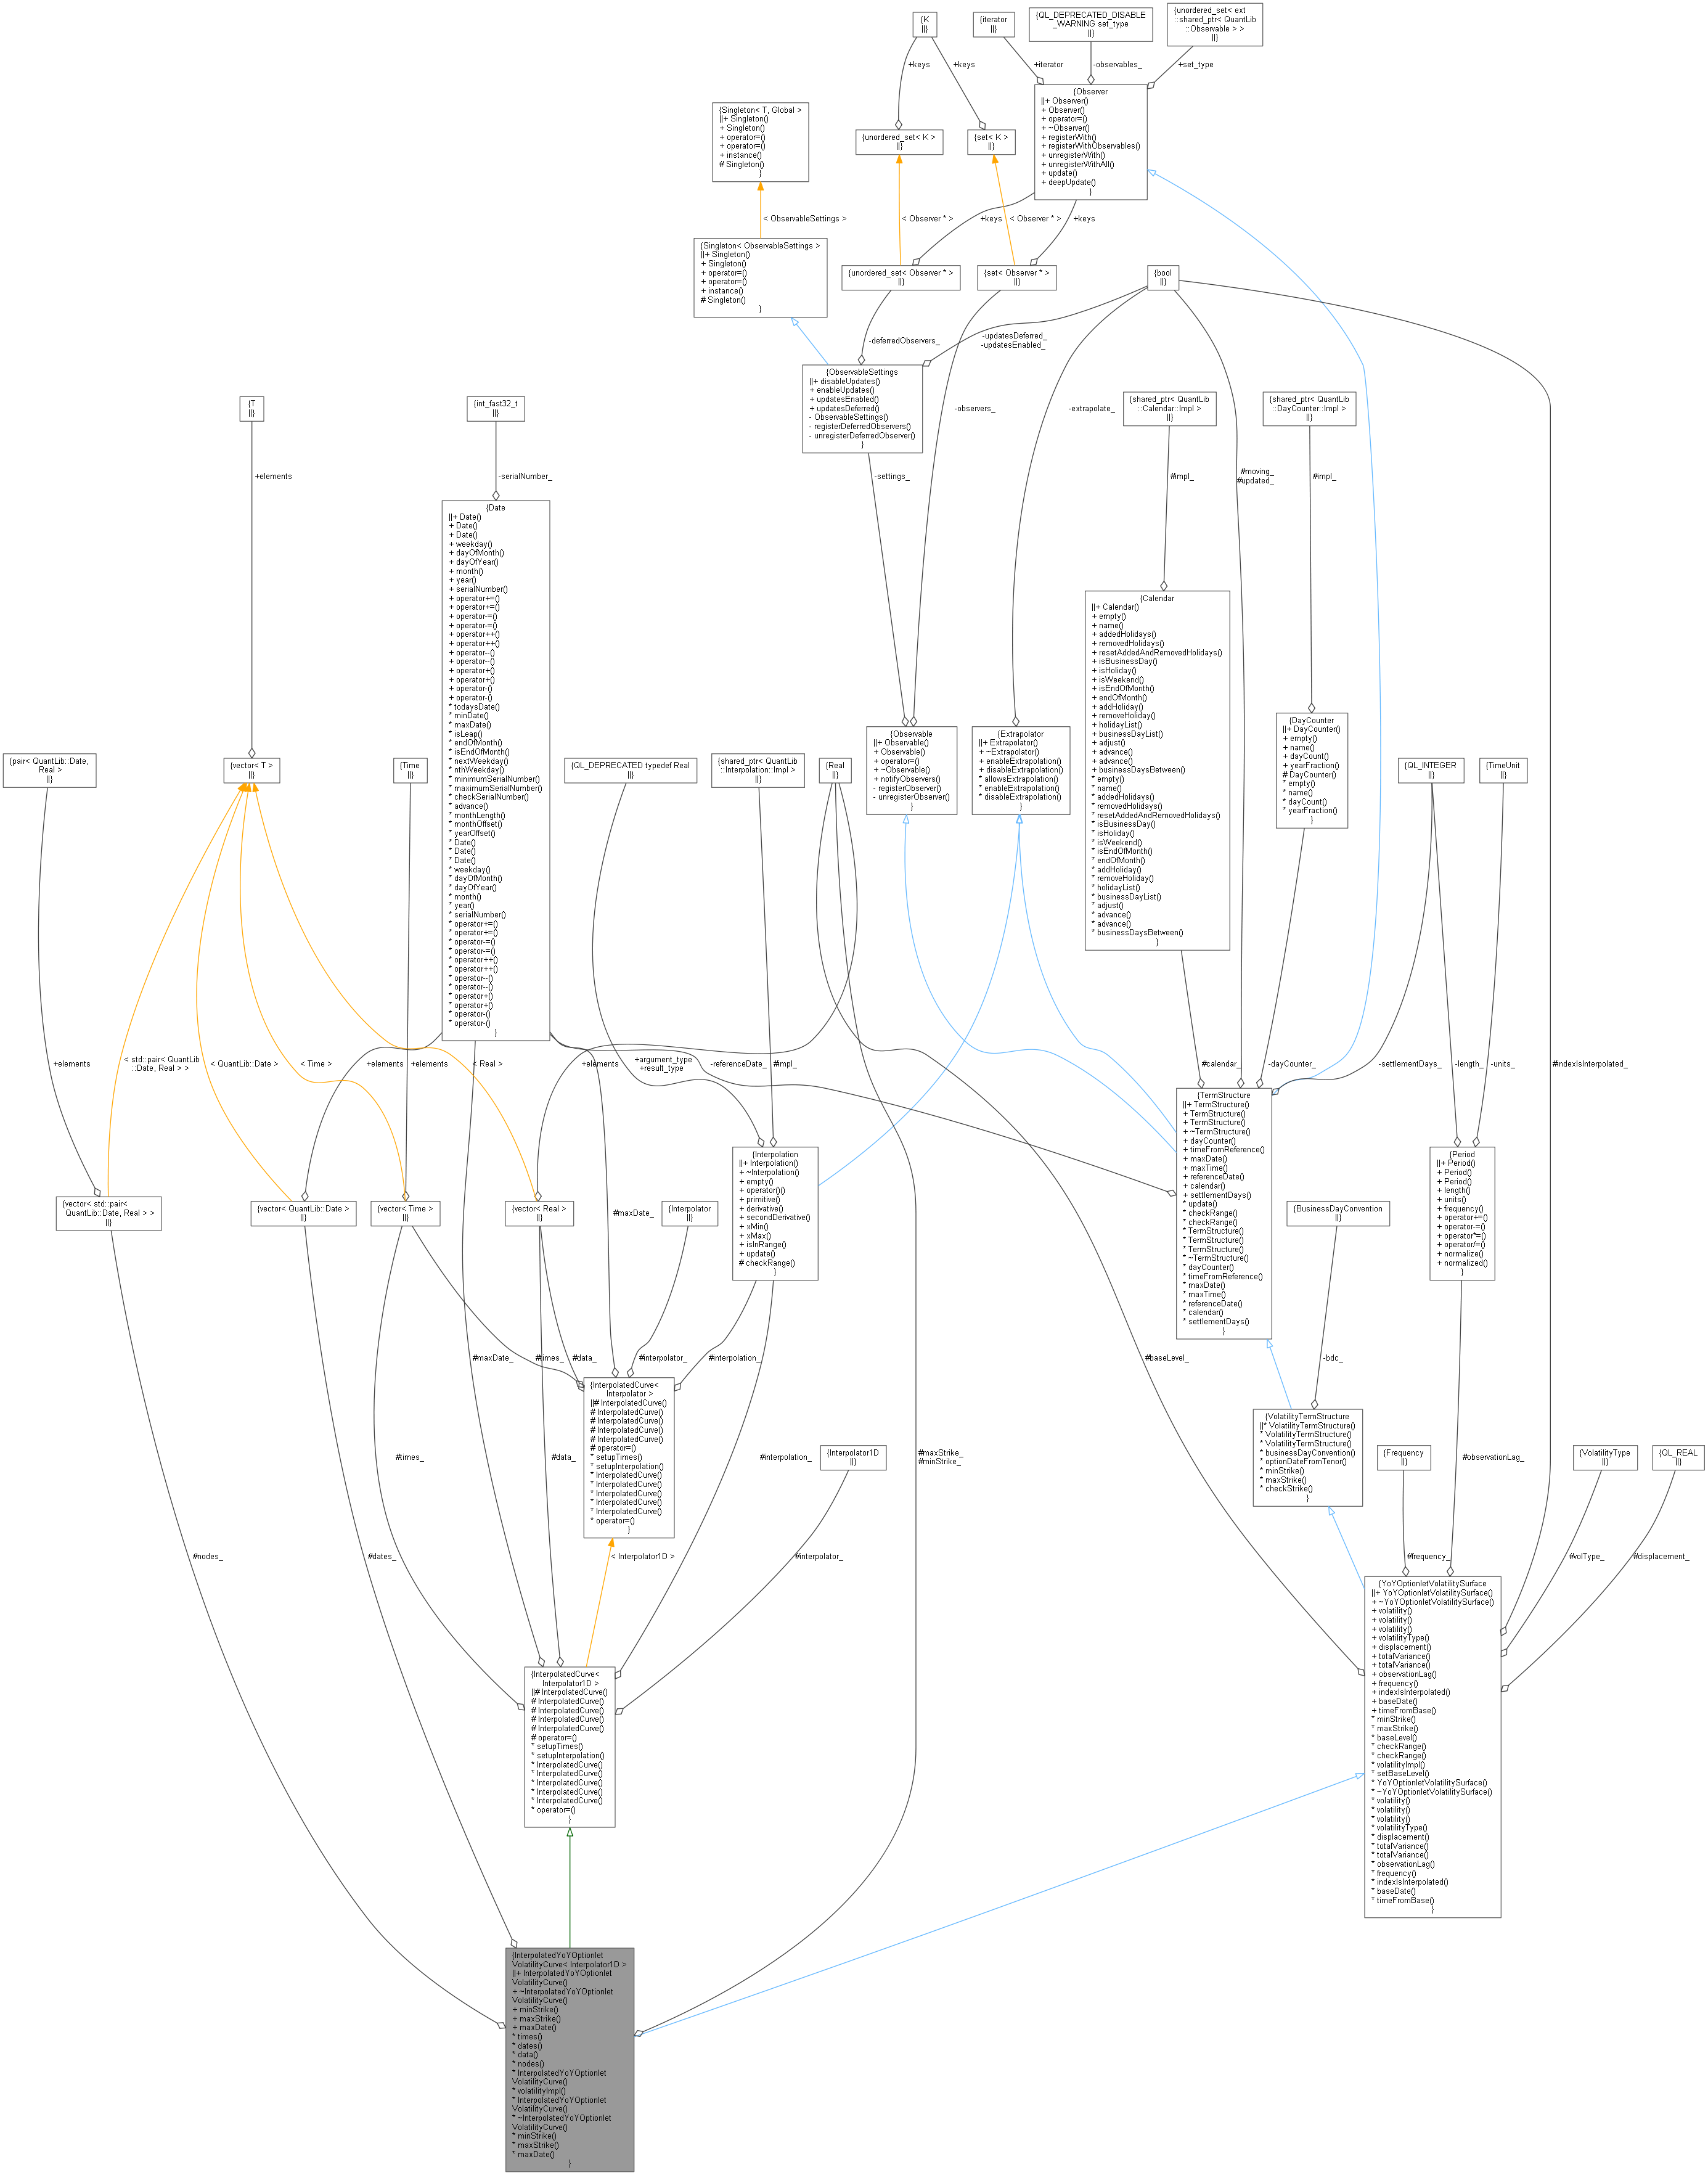 {K
||}
{iterator
||}
{QL_DEPRECATED_DISABLE
_WARNING set_type
||}
{unordered_set< ext
::shared_ptr< QuantLib
::Observable > >
||}
+keys
+keys
+iterator
-observables_
+set_type
{Singleton< T, Global >
||+ Singleton()
+ Singleton()
+ operator=()
+ operator=()
+ instance()
# Singleton()
}
{unordered_set< K >
||}
{set< K >
||}
{Observer
||+ Observer()
+ Observer()
+ operator=()
+ ~Observer()
+ registerWith()
+ registerWithObservables()
+ unregisterWith()
+ unregisterWithAll()
+ update()
+ deepUpdate()
}
< ObservableSettings >
< Observer * >
+keys
< Observer * >
+keys
{Singleton< ObservableSettings >
||+ Singleton()
+ Singleton()
+ operator=()
+ operator=()
+ instance()
# Singleton()
}
{unordered_set< Observer * >
||}
{set< Observer * >
||}
{bool
||}
-deferredObservers_
-updatesDeferred_
-updatesEnabled_
{ObservableSettings
||+ disableUpdates()
+ enableUpdates()
+ updatesEnabled()
+ updatesDeferred()
- ObservableSettings()
- registerDeferredObservers()
- unregisterDeferredObserver()
}
-observers_
-extrapolate_
{T
||}
{int_fast32_t
||}
{shared_ptr< QuantLib
::Calendar::Impl >
||}
{shared_ptr< QuantLib
::DayCounter::Impl >
||}
+elements
-serialNumber_
-settings_
#impl_
#moving_
#updated_
#impl_
{Date
||+ Date()
+ Date()
+ Date()
+ weekday()
+ dayOfMonth()
+ dayOfYear()
+ month()
+ year()
+ serialNumber()
+ operator+=()
+ operator+=()
+ operator-=()
+ operator-=()
+ operator++()
+ operator++()
+ operator--()
+ operator--()
+ operator+()
+ operator+()
+ operator-()
+ operator-()
* todaysDate()
* minDate()
* maxDate()
* isLeap()
* endOfMonth()
* isEndOfMonth()
* nextWeekday()
* nthWeekday()
* minimumSerialNumber()
* maximumSerialNumber()
* checkSerialNumber()
* advance()
* monthLength()
* monthOffset()
* yearOffset()
* Date()
* Date()
* Date()
* weekday()
* dayOfMonth()
* dayOfYear()
* month()
* year()
* serialNumber()
* operator+=()
* operator+=()
* operator-=()
* operator-=()
* operator++()
* operator++()
* operator--()
* operator--()
* operator+()
* operator+()
* operator-()
* operator-()
}
{Calendar
||+ Calendar()
+ empty()
+ name()
+ addedHolidays()
+ removedHolidays()
+ resetAddedAndRemovedHolidays()
+ isBusinessDay()
+ isHoliday()
+ isWeekend()
+ isEndOfMonth()
+ endOfMonth()
+ addHoliday()
+ removeHoliday()
+ holidayList()
+ businessDayList()
+ adjust()
+ advance()
+ advance()
+ businessDaysBetween()
* empty()
* name()
* addedHolidays()
* removedHolidays()
* resetAddedAndRemovedHolidays()
* isBusinessDay()
* isHoliday()
* isWeekend()
* isEndOfMonth()
* endOfMonth()
* addHoliday()
* removeHoliday()
* holidayList()
* businessDayList()
* adjust()
* advance()
* advance()
* businessDaysBetween()
}
{DayCounter
||+ DayCounter()
+ empty()
+ name()
+ dayCount()
+ yearFraction()
# DayCounter()
* empty()
* name()
* dayCount()
* yearFraction()
}
{Observable
||+ Observable()
+ Observable()
+ operator=()
+ ~Observable()
+ notifyObservers()
- registerObserver()
- unregisterObserver()
}
{Extrapolator
||+ Extrapolator()
+ ~Extrapolator()
+ enableExtrapolation()
+ disableExtrapolation()
* allowsExtrapolation()
* enableExtrapolation()
* disableExtrapolation()
}
{pair< QuantLib::Date,
Real >
||}
{vector< T >
||}
{Time
||}
{QL_DEPRECATED typedef Real
||}
{shared_ptr< QuantLib
::Interpolation::Impl >
||}
{Real
||}
{QL_INTEGER
||}
{TimeUnit
||}
+elements
< std::pair< QuantLib
::Date, Real > >
< QuantLib::Date >
< Time >
+elements
+elements
< Real >
+elements
+argument_type
+result_type
-referenceDate_
#impl_
#calendar_
-dayCounter_
-settlementDays_
-length_
-units_
#indexIsInterpolated_
{TermStructure
||+ TermStructure()
+ TermStructure()
+ TermStructure()
+ ~TermStructure()
+ dayCounter()
+ timeFromReference()
+ maxDate()
+ maxTime()
+ referenceDate()
+ calendar()
+ settlementDays()
* update()
* checkRange()
* checkRange()
* TermStructure()
* TermStructure()
* TermStructure()
* ~TermStructure()
* dayCounter()
* timeFromReference()
* maxDate()
* maxTime()
* referenceDate()
* calendar()
* settlementDays()
}
{Interpolation
||+ Interpolation()
+ ~Interpolation()
+ empty()
+ operator()()
+ primitive()
+ derivative()
+ secondDerivative()
+ xMin()
+ xMax()
+ isInRange()
+ update()
# checkRange()
}
{Period
||+ Period()
+ Period()
+ Period()
+ length()
+ units()
+ frequency()
+ operator+=()
+ operator-=()
+ operator*=()
+ operator/=()
+ normalize()
+ normalized()
}
{vector< std::pair<
QuantLib::Date, Real > >
||}
{vector< QuantLib::Date >
||}
{vector< Time >
||}
{vector< Real >
||}
#maxDate_
{Interpolator
||}
{BusinessDayConvention
||}
#maxDate_
#times_
#data_
#interpolator_
#interpolation_
#baseLevel_
-bdc_
{InterpolatedCurve<
Interpolator >
||# InterpolatedCurve()
# InterpolatedCurve()
# InterpolatedCurve()
# InterpolatedCurve()
# InterpolatedCurve()
# operator=()
* setupTimes()
* setupInterpolation()
* InterpolatedCurve()
* InterpolatedCurve()
* InterpolatedCurve()
* InterpolatedCurve()
* InterpolatedCurve()
* operator=()
}
{VolatilityTermStructure
||* VolatilityTermStructure()
* VolatilityTermStructure()
* VolatilityTermStructure()
* businessDayConvention()
* optionDateFromTenor()
* minStrike()
* maxStrike()
* checkStrike()
}
#times_
#data_
#interpolation_
{Interpolator1D
||}
#maxStrike_
#minStrike_
{Frequency
||}
#observationLag_
{VolatilityType
||}
{QL_REAL
||}
#nodes_
#dates_
< Interpolator1D >
#interpolator_
#frequency_
#volType_
#displacement_
{YoYOptionletVolatilitySurface
||+ YoYOptionletVolatilitySurface()
+ ~YoYOptionletVolatilitySurface()
+ volatility()
+ volatility()
+ volatility()
+ volatilityType()
+ displacement()
+ totalVariance()
+ totalVariance()
+ observationLag()
+ frequency()
+ indexIsInterpolated()
+ baseDate()
+ timeFromBase()
* minStrike()
* maxStrike()
* baseLevel()
* checkRange()
* checkRange()
* volatilityImpl()
* setBaseLevel()
* YoYOptionletVolatilitySurface()
* ~YoYOptionletVolatilitySurface()
* volatility()
* volatility()
* volatility()
* volatilityType()
* displacement()
* totalVariance()
* totalVariance()
* observationLag()
* frequency()
* indexIsInterpolated()
* baseDate()
* timeFromBase()
}
{InterpolatedCurve<
Interpolator1D >
||# InterpolatedCurve()
# InterpolatedCurve()
# InterpolatedCurve()
# InterpolatedCurve()
# InterpolatedCurve()
# operator=()
* setupTimes()
* setupInterpolation()
* InterpolatedCurve()
* InterpolatedCurve()
* InterpolatedCurve()
* InterpolatedCurve()
* InterpolatedCurve()
* operator=()
}
{InterpolatedYoYOptionlet
VolatilityCurve< Interpolator1D >
||+ InterpolatedYoYOptionlet
VolatilityCurve()
+ ~InterpolatedYoYOptionlet
VolatilityCurve()
+ minStrike()
+ maxStrike()
+ maxDate()
* times()
* dates()
* data()
* nodes()
* InterpolatedYoYOptionlet
VolatilityCurve()
* volatilityImpl()
* InterpolatedYoYOptionlet
VolatilityCurve()
* ~InterpolatedYoYOptionlet
VolatilityCurve()
* minStrike()
* maxStrike()
* maxDate()
}